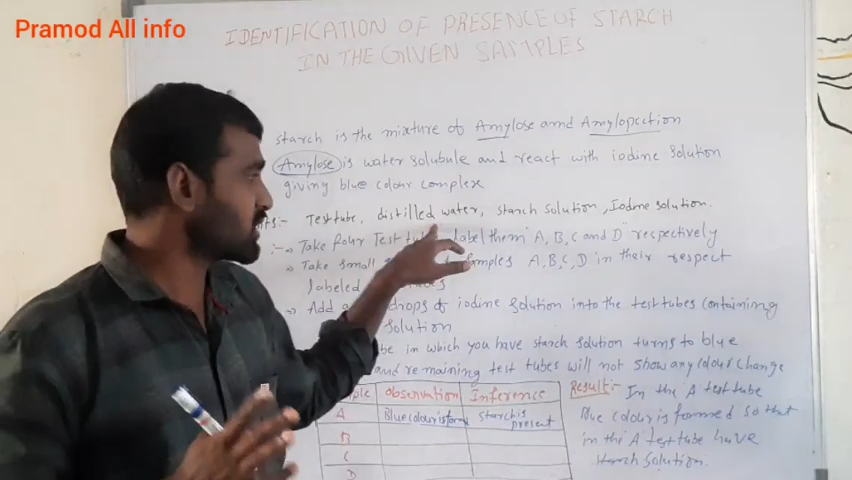 Pramod All info
IDENTIFICATION OF PRESENCE OF STARCH
IN THE GIVEN SAMPLES
starch is the mixture of Amylose amd Amylopection
Amylose is water solubule and react with iodine solution
giving blue colour complex
nts:- Test tube, distilled water, starch solution, Iodine solution.
:- → Take four Test tu label them "A, B, C and D" respectively
→ Take small samples A,B,C,D in their respect
labeled
→ Add a drops of iodine solution into the test tubes containing
solution
be in which you have starch solution turns to blue
and remaining test tubes will not show any colour change
ple observation Inference
A Blue colour is form starch is present
B
C
D
Result:- In the A test tube
Blue colour is formed so that
in the A test tube have
starch solution.